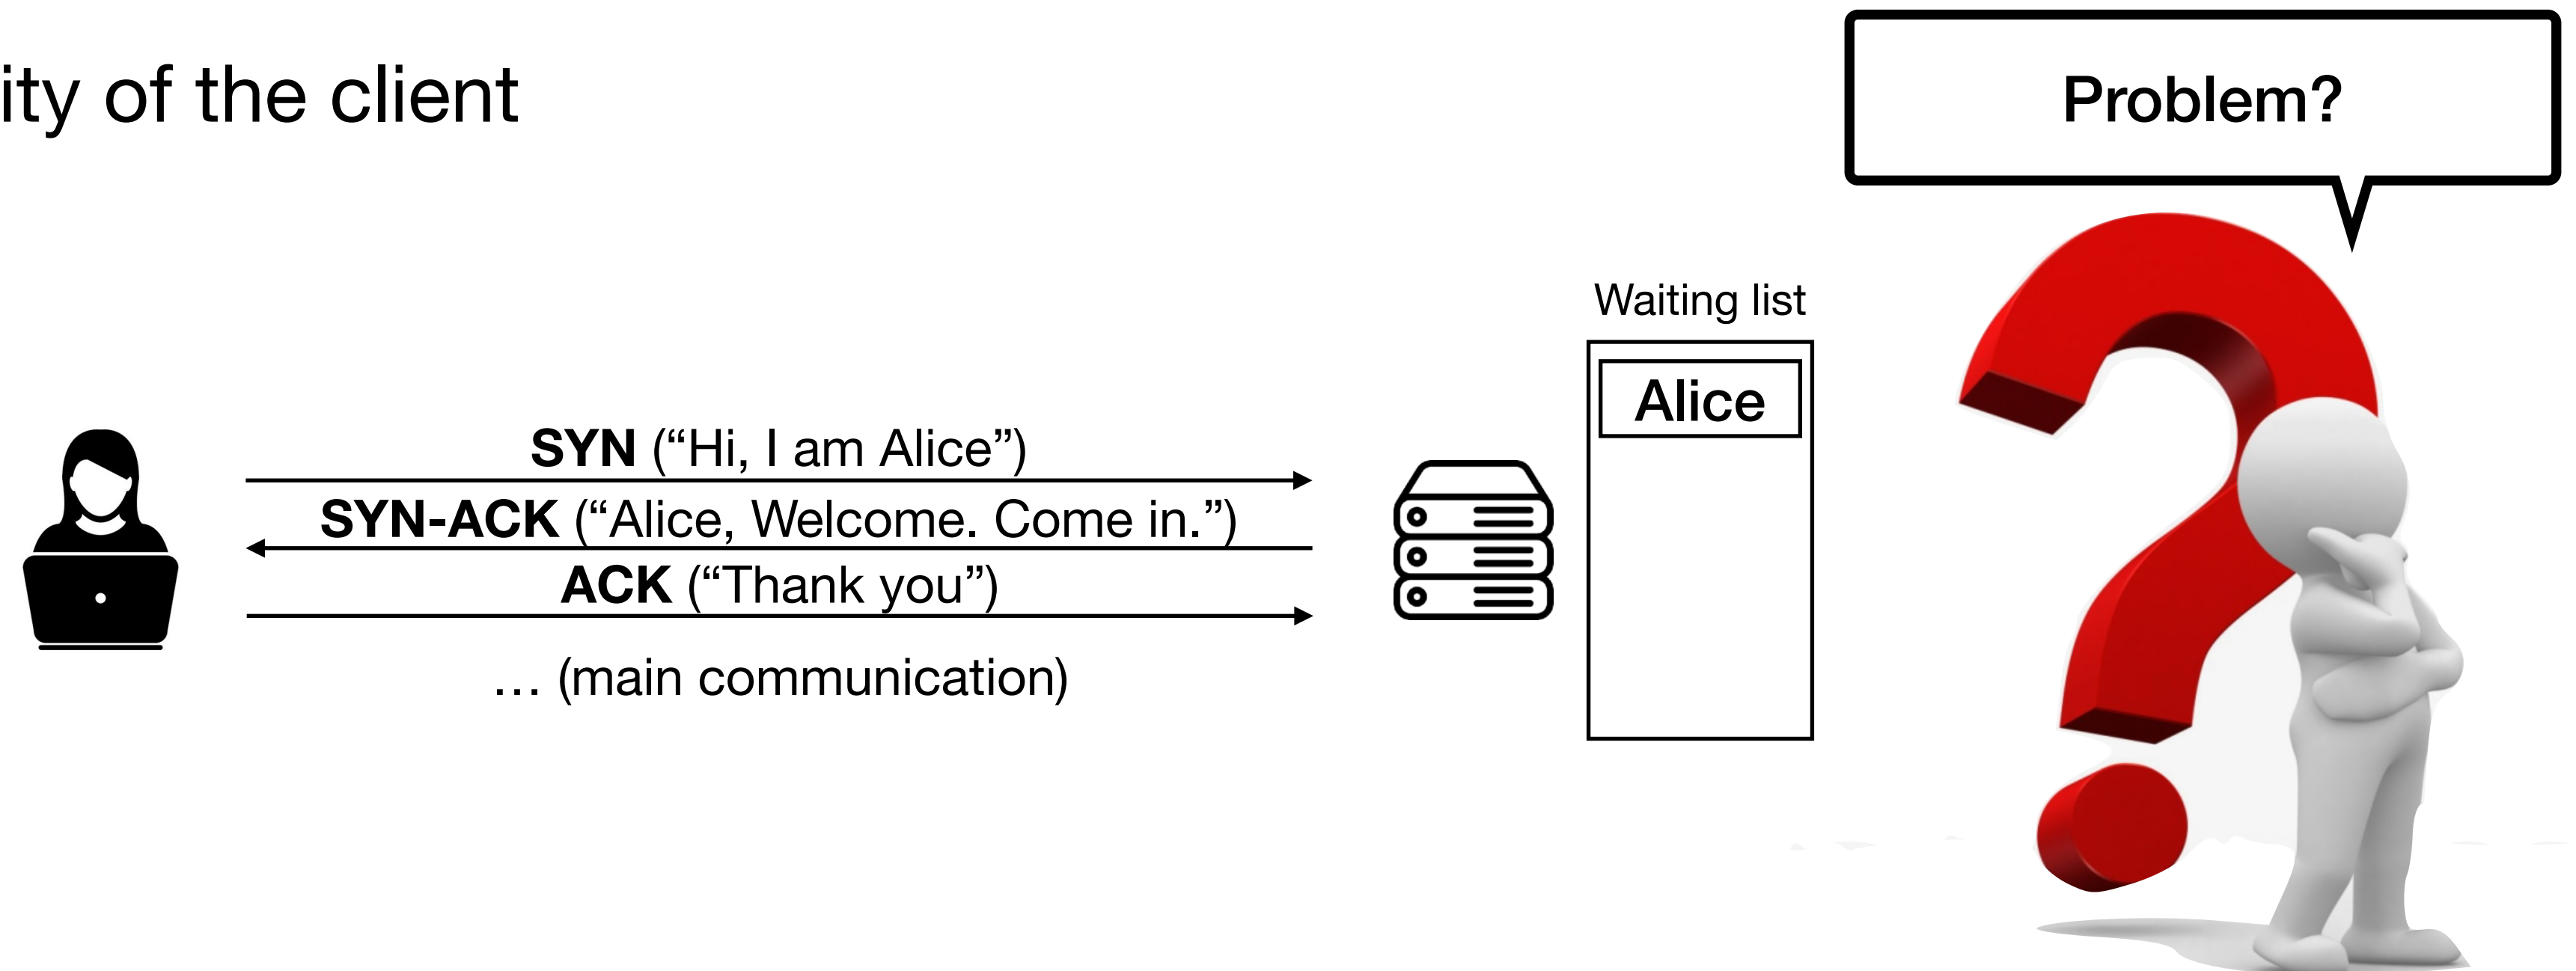 ity of the client
Problem?
Waiting list
Alice
SYN (“Hi, I am Alice”)
SYN-ACK (“Alice, Welcome. Come in.”)
ACK (“Thank you”)
… (main communication)